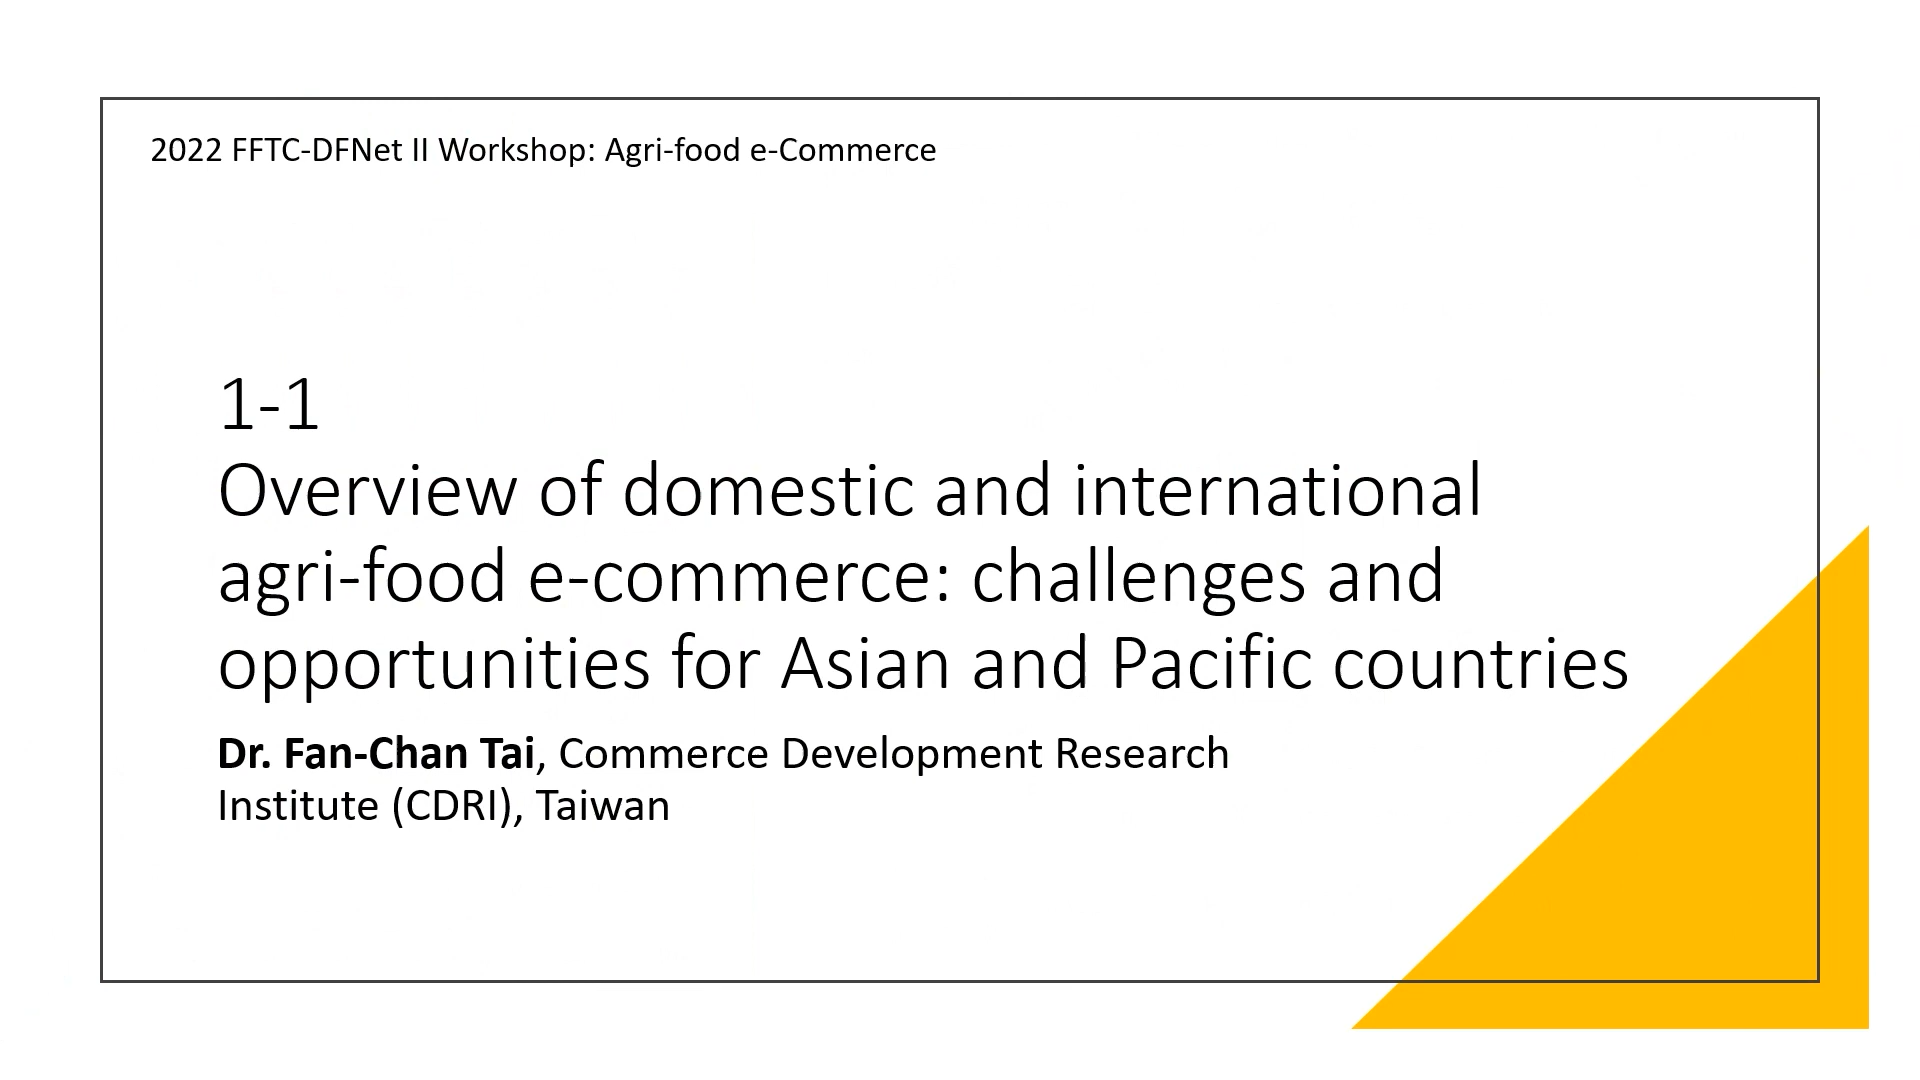 2022 FFTC-DFNet II Workshop: Agri-food e-Commerce
1-1
Overview of domestic and international
agri-food e-commerce: challenges and
opportunities for Asian and Pacific countries
Dr. Fan-Chan Tai, Commerce Development Research
Institute (CDRI), Taiwan